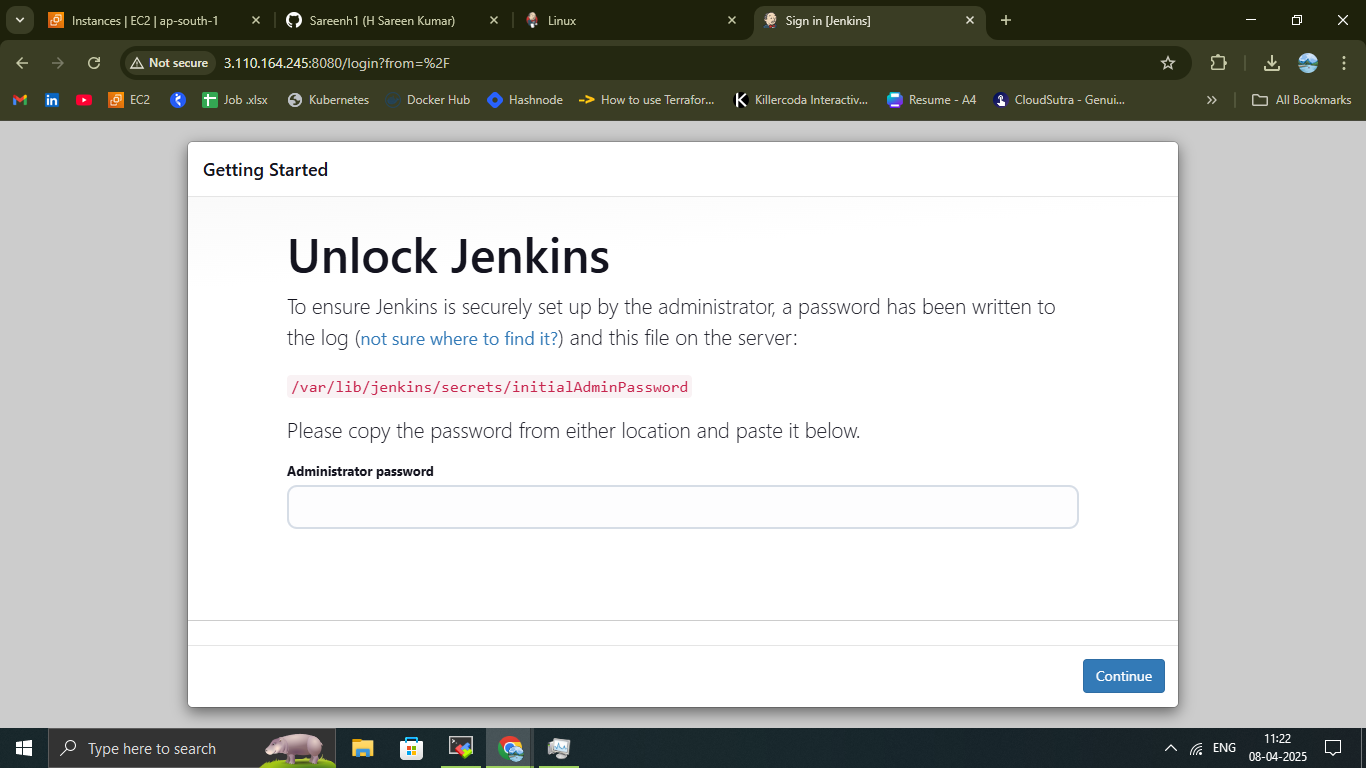 Instances | EC2 | ap-south-1
Sareenh1 (H Sareen Kumar)
Linux
Sign in [Jenkins]
Not secure
3.110.164.245:8080/login?from=%2F
EC2
Job .xlsx
Kubernetes
Docker Hub
Hashnode
How to use Terrafor...
Killercoda Interactiv...
Resume - A4
CloudSutra - Genui...
All Bookmarks
Getting Started
Unlock Jenkins
To ensure Jenkins is securely set up by the administrator, a password has been written to
the log (not sure where to find it?) and this file on the server:
/var/lib/jenkins/secrets/initialAdminPassword
Please copy the password from either location and paste it below.
Administrator password
Continue
Type here to search
ENG
11:22
08-04-2025